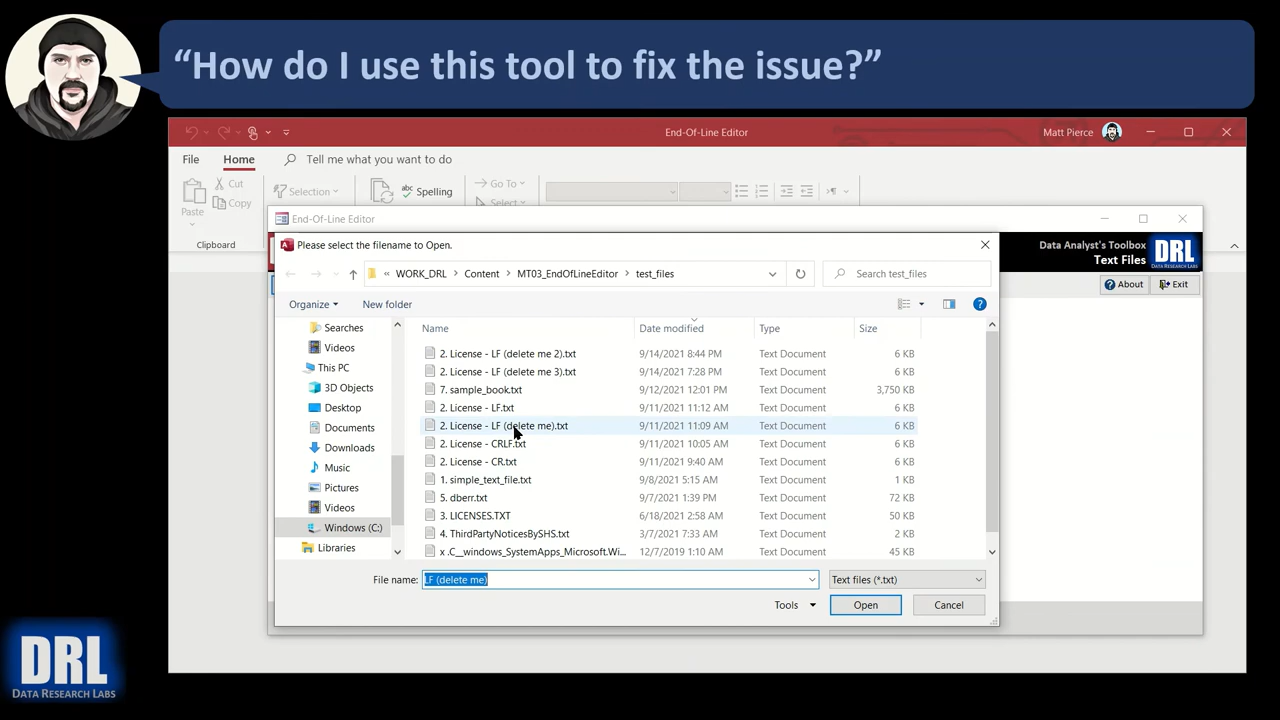 “How do I use this tool to fix the issue?”
End-Of-Line Editor
Matt Pierce
File
Home
Tell me what you want to do
Cut
Copy
Paste
Selection
abc
Spelling
Go To
Select
Clipboard
End-Of-Line Editor
Please select the filename to Open.
Data Analyst's Toolbox
Text Files
DRL
DATA RESEARCH LABS
« WORK_DRL > Content > MT03_EndOfLineEditor > test_files
Search test_files
About
Exit
Organize
New folder
Name Date modified Type Size
Searches
Videos
This PC
3D Objects
Desktop
Documents
Downloads
Music
Pictures
Videos
Windows (C:)
Libraries
2. License - LF (delete me 2).txt 9/14/2021 8:44 PM Text Document 6 KB
2. License - LF (delete me 3).txt 9/14/2021 7:28 PM Text Document 6 KB
7. sample_book.txt 9/12/2021 12:01 PM Text Document 3,750 KB
2. License - LF.txt 9/11/2021 11:12 AM Text Document 6 KB
2. License - LF (delete me).txt 9/11/2021 11:09 AM Text Document 6 KB
2. License - CRLF.txt 9/11/2021 10:05 AM Text Document 6 KB
2. License - CR.txt 9/11/2021 9:40 AM Text Document 6 KB
1. simple_text_file.txt 9/8/2021 5:15 AM Text Document 1 KB
5. dberr.txt 9/7/2021 1:39 PM Text Document 72 KB
3. LICENSES.TXT 6/18/2021 2:58 AM Text Document 50 KB
4. ThirdPartyNoticesBySHS.txt 3/7/2021 7:33 AM Text Document 2 KB
x .C__windows_SystemApps_Microsoft.Wi... 12/7/2019 1:10 AM Text Document 45 KB
File name: LF (delete me)
Text files (*.txt)
Tools
Open
Cancel
DRL
DATA RESEARCH LABS